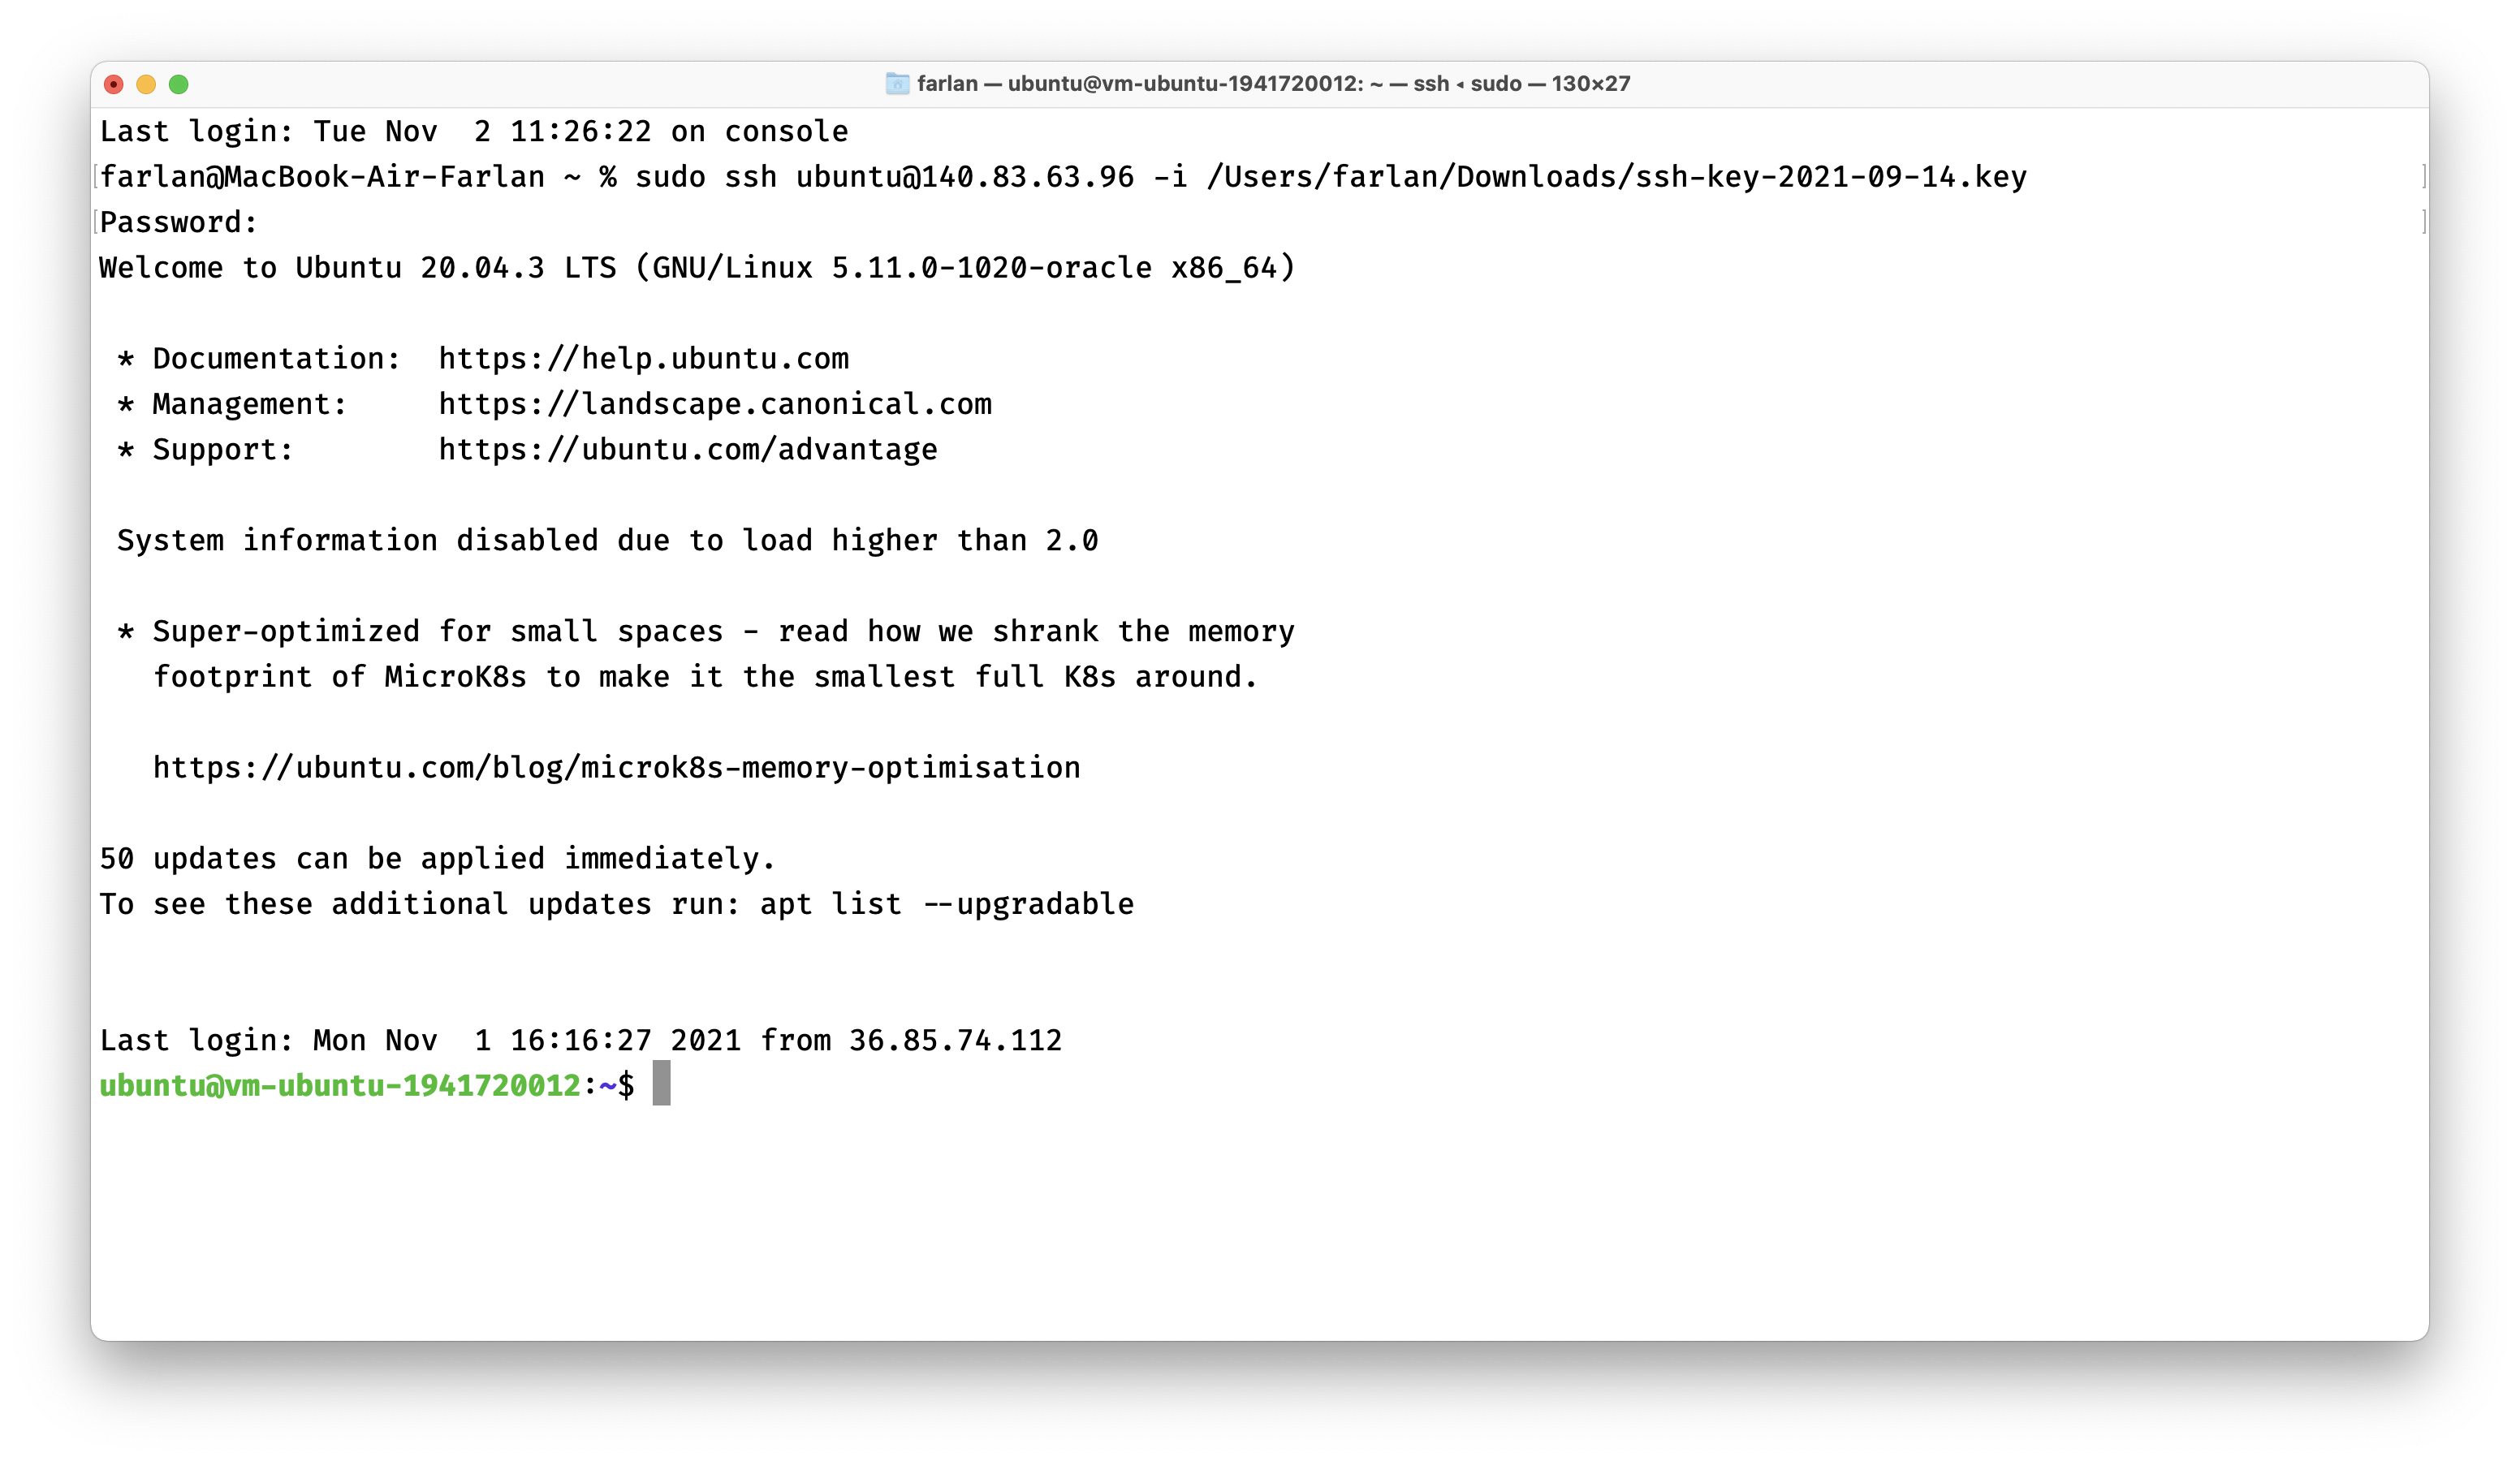 farlan — ubuntu@vm-ubuntu-1941720012: ~ — ssh ◂ sudo — 130×27
Last login: Tue Nov  2 11:26:22 on console
[farlan@MacBook-Air-Farlan ~ % sudo ssh ubuntu@140.83.63.96 -i /Users/farlan/Downloads/ssh-key-2021-09-14.key ]
[Password: ]
Welcome to Ubuntu 20.04.3 LTS (GNU/Linux 5.11.0-1020-oracle x86_64)
 * Documentation:  https://help.ubuntu.com
 * Management:     https://landscape.canonical.com
 * Support:        https://ubuntu.com/advantage
 System information disabled due to load higher than 2.0
 * Super-optimized for small spaces - read how we shrank the memory
   footprint of MicroK8s to make it the smallest full K8s around.
   https://ubuntu.com/blog/microk8s-memory-optimisation
50 updates can be applied immediately.
To see these additional updates run: apt list --upgradable
Last login: Mon Nov  1 16:16:27 2021 from 36.85.74.112
ubuntu@vm-ubuntu-1941720012:~$